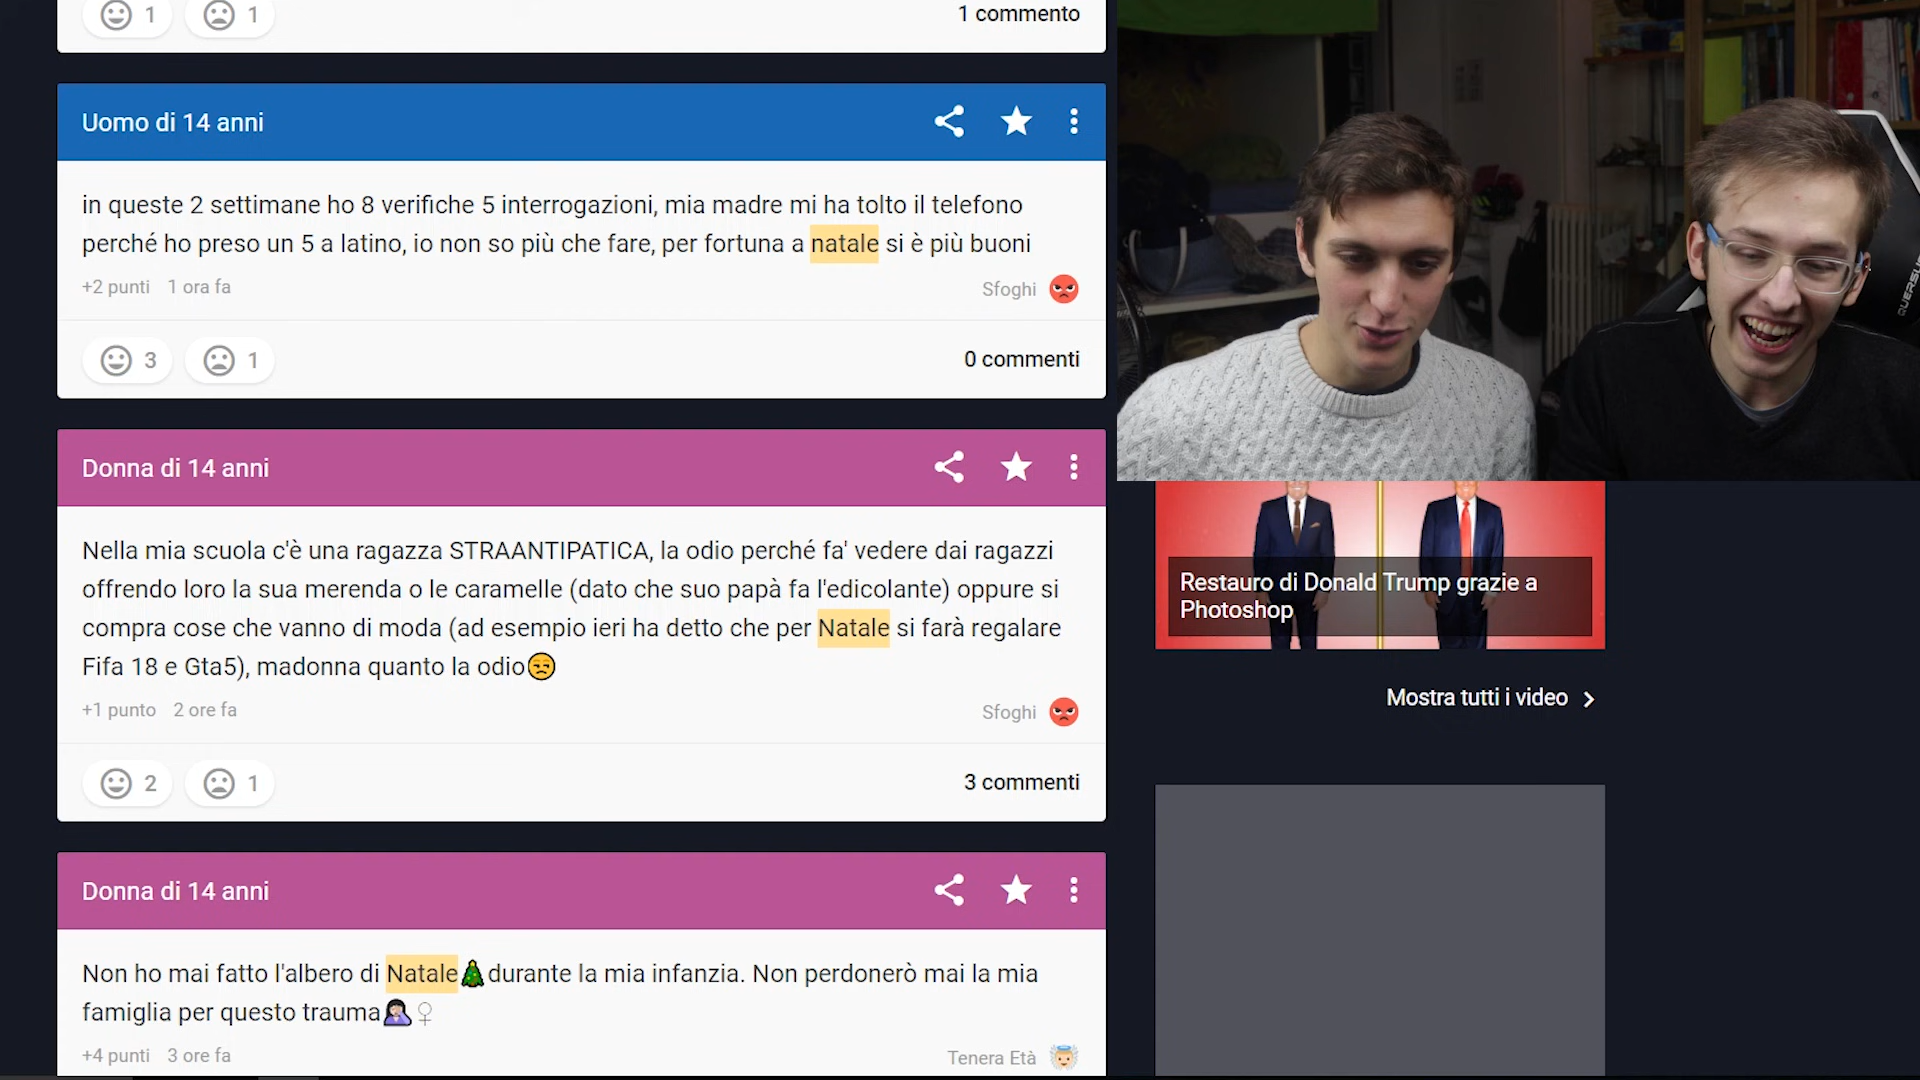 1
1
1 commento
Uomo di 14 anni
in queste 2 settimane ho 8 verifiche 5 interrogazioni, mia madre mi ha tolto il telefono
perché ho preso un 5 a latino, io non so più che fare, per fortuna a natale si è più buoni
+2 punti 1 ora fa
Sfoghi
3
1
0 commenti
Donna di 14 anni
Nella mia scuola c'è una ragazza STRAANTIPATICA, la odio perché fa' vedere dai ragazzi
offrendo loro la sua merenda o le caramelle (dato che suo papà fa l'edicolante) oppure si
compra cose che vanno di moda (ad esempio ieri ha detto che per Natale si farà regalare
Fifa 18 e Gta5), madonna quanto la odio😒
+1 punto 2 ore fa
Sfoghi
2
1
3 commenti
Donna di 14 anni
Non ho mai fatto l'albero di Natale🎄durante la mia infanzia. Non perdonerò mai la mia
famiglia per questo trauma🤦🏻♀
+4 punti 3 ore fa
Tenera Età
Restauro di Donald Trump grazie a
Photoshop
Mostra tutti i video